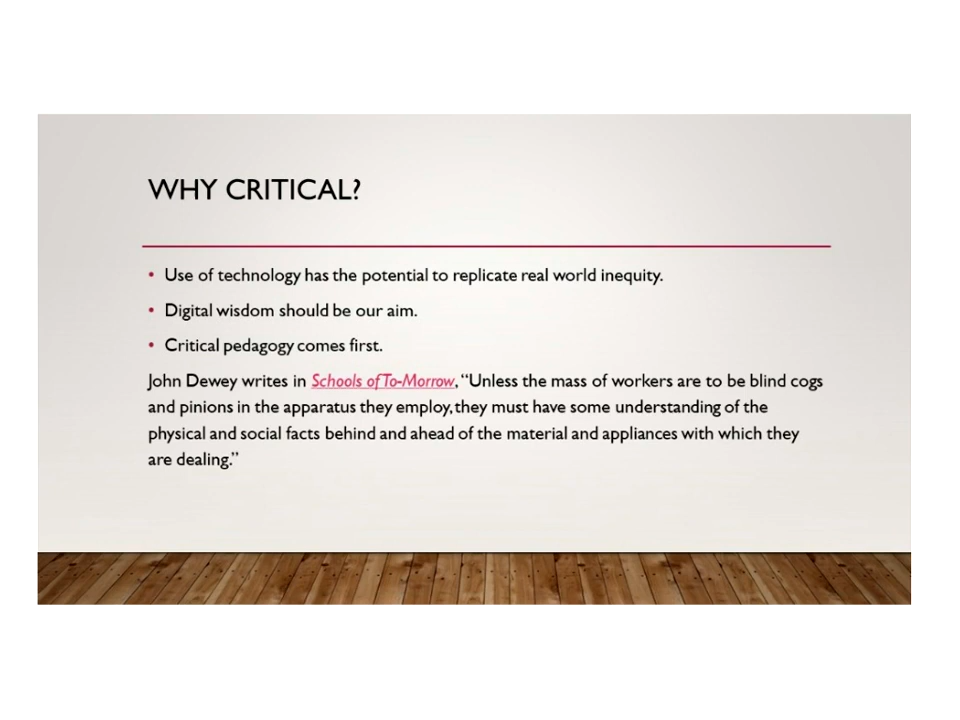 WHY CRITICAL?
• Use of technology has the potential to replicate real world inequity.
• Digital wisdom should be our aim.
• Critical pedagogy comes first.
John Dewey writes in Schools of To-Morrow, “Unless the mass of workers are to be blind cogs
and pinions in the apparatus they employ, they must have some understanding of the
physical and social facts behind and ahead of the material and appliances with which they
are dealing.”